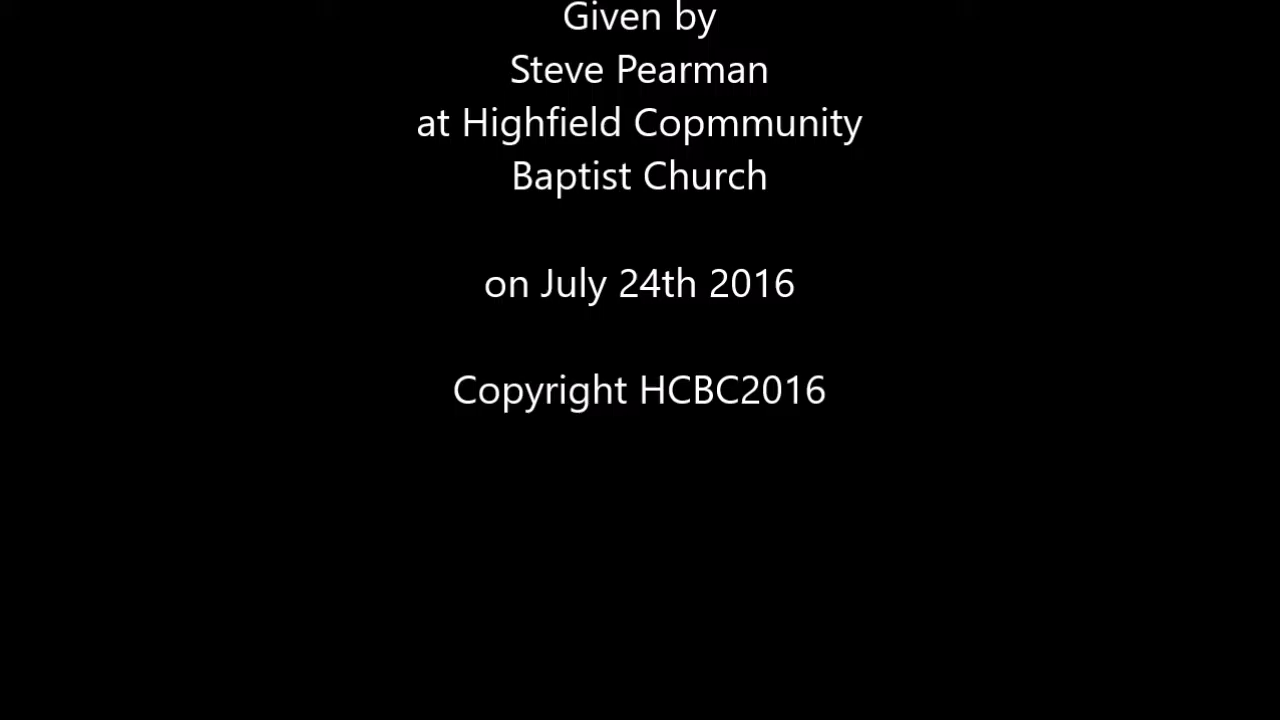 Given by
Steve Pearman
at Highfield Copmmunity
Baptist Church
on July 24th 2016
Copyright HCBC2016